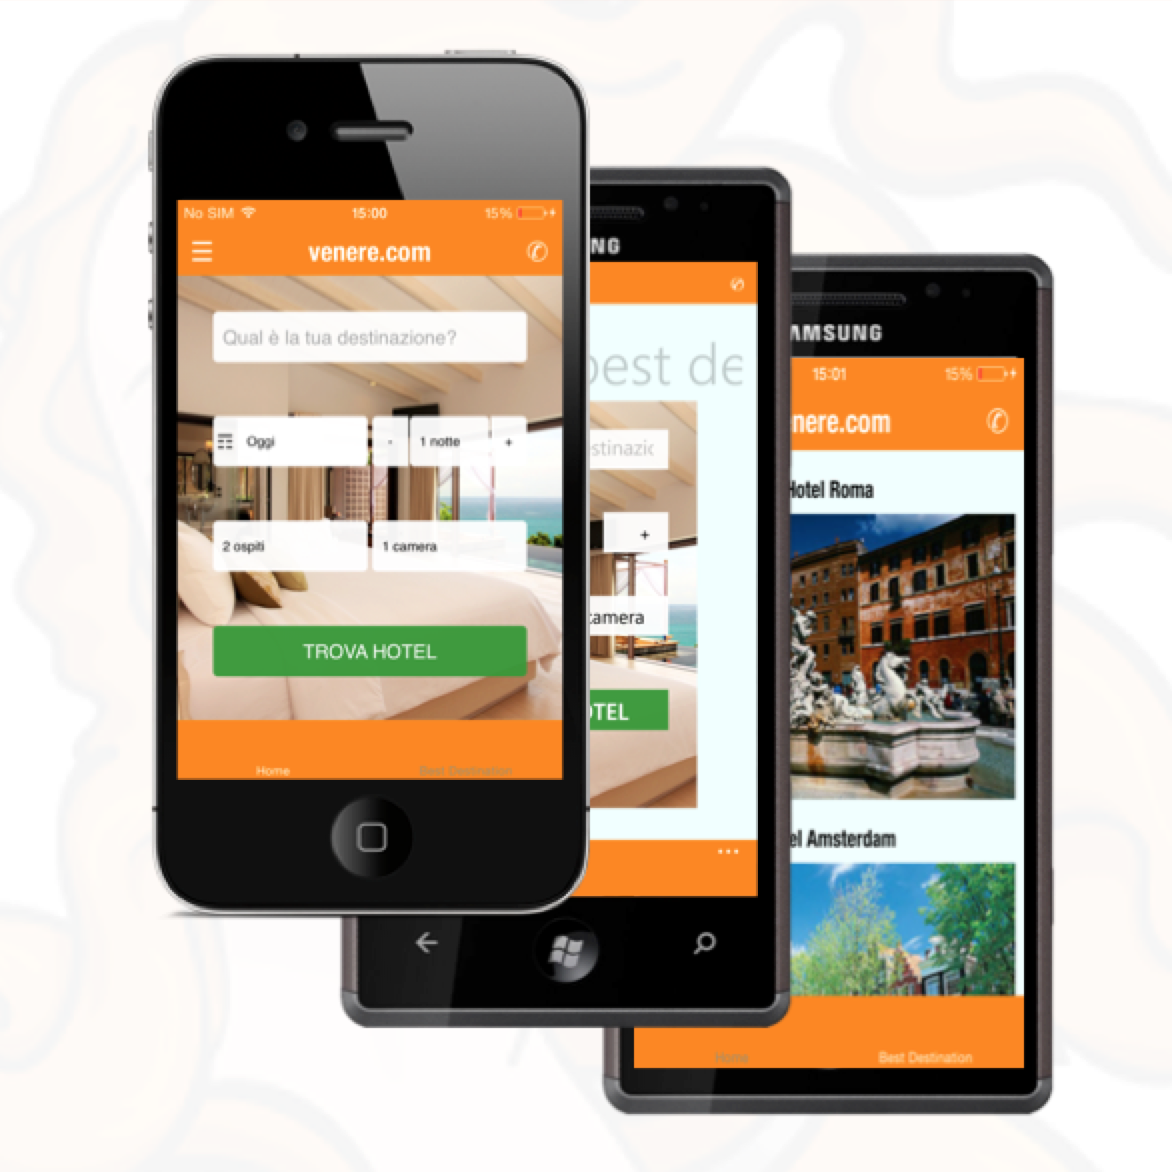 No SIM 15:00 15%
venere.com
Qual è la tua destinazione?
Oggi - 1 notte +
2 ospiti 1 camera
TROVA HOTEL
Home Best Destination
NG
best de
stinazic
+
camera
OTEL
...
AMSUNG
15:01 15%
nere.com
Hotel Roma
el Amsterdam
Home Best Destination